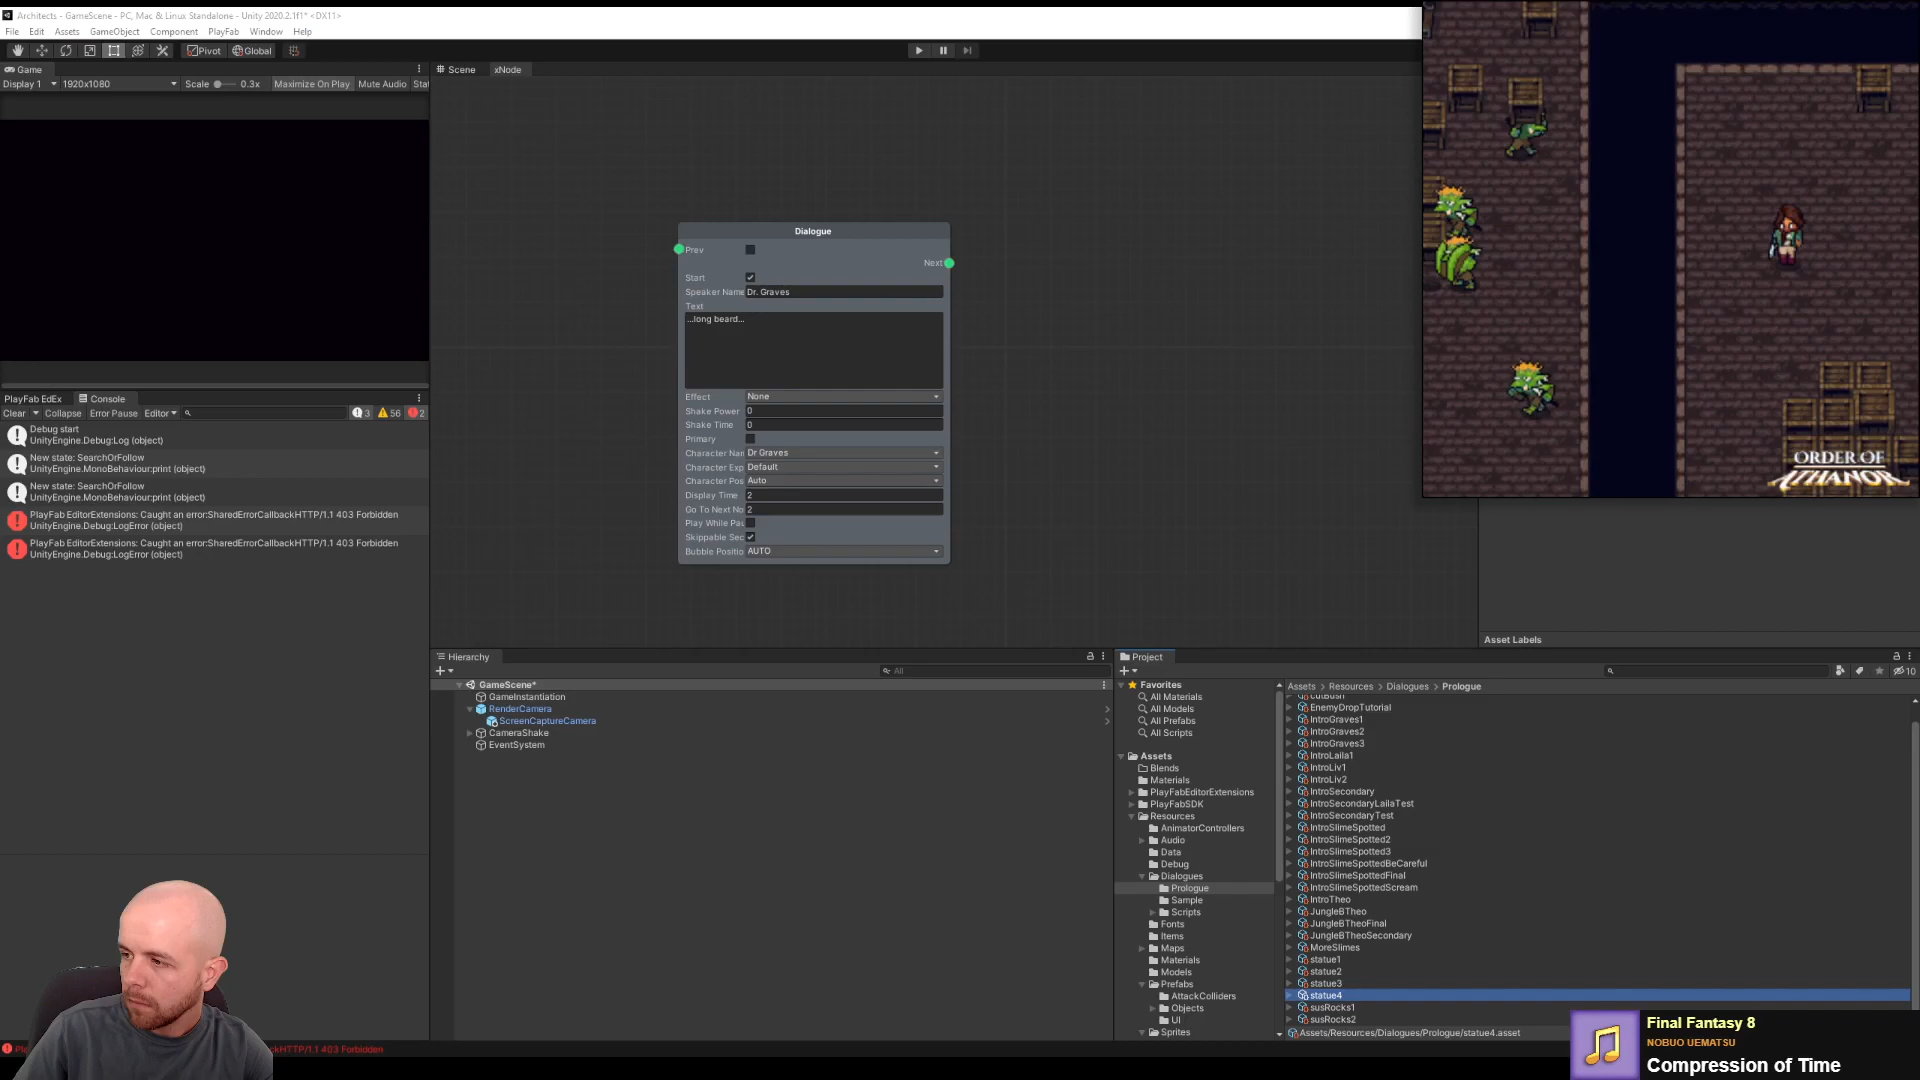 Architects - GameScene - PC, Mac & Linux Standalone - Unity 2020.2.1f1* <DX11>
File Edit Assets GameObject Component PlayFab Window Help
Pivot Global
Game
Display 1 1920x1080 Scale 0.3x Maximize On Play Mute Audio Stat
Scene xNode
Dialogue
Prev
Next
Start
Speaker Name Dr. Graves
Text
...long beard...
Effect None
Shake Power 0
Shake Time 0
Primary
Character Nan Dr Graves
Character Exp Default
Character Pos Auto
Display Time 2
Go To Next No 2
Play While Pau
Skippable Sec
Bubble Positio AUTO
PlayFab EdEx Console
Clear Collapse Error Pause Editor 3 56 2
Debug start
UnityEngine.Debug:Log (object)
New state: SearchOrFollow
UnityEngine.MonoBehaviour:print (object)
New state: SearchOrFollow
UnityEngine.MonoBehaviour:print (object)
PlayFab EditorExtensions: Caught an error:SharedErrorCallbackHTTP/1.1 403 Forbidden
UnityEngine.Debug:LogError (object)
PlayFab EditorExtensions: Caught an error:SharedErrorCallbackHTTP/1.1 403 Forbidden
UnityEngine.Debug:LogError (object)
ORDER OF
ATHANOR
Asset Labels
Hierarchy
All
GameScene*
GameInstantiation
RenderCamera
ScreenCaptureCamera
CameraShake
EventSystem
Project
10
Favorites
All Materials
All Models
All Prefabs
All Scripts
Assets
Blends
Materials
PlayFabEditorExtensions
PlayFabSDK
Resources
AnimatorControllers
Audio
Data
Debug
Dialogues
Prologue
Sample
Scripts
Fonts
Items
Maps
Materials
Models
Prefabs
AttackColliders
Objects
UI
Sprites
Assets > Resources > Dialogues > Prologue
cutBush
EnemyDropTutorial
IntroGraves1
IntroGraves2
IntroGraves3
IntroLaila1
IntroLiv1
IntroLiv2
IntroSecondary
IntroSecondaryLailaTest
IntroSecondaryTest
IntroSlimeSpotted
IntroSlimeSpotted2
IntroSlimeSpotted3
IntroSlimeSpottedBeCareful
IntroSlimeSpottedFinal
IntroSlimeSpottedScream
IntroTheo
JungleBTheo
JungleBTheoFinal
JungleBTheoSecondary
MoreSlimes
statue1
statue2
statue3
statue4
susRocks1
susRocks2
Assets/Resources/Dialogues/Prologue/statue4.asset
ckHTTP/1.1 403 Forbidden
Final Fantasy 8
NOBUO UEMATSU
Compression of Time